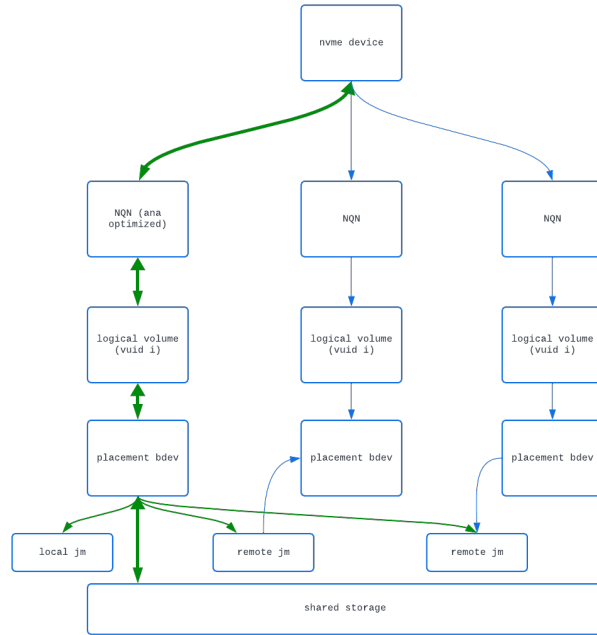 nvme device
NQN (ana
optimized)
NQN
NQN
logical volume
(vuid i)
logical volume
(vuid i)
logical volume
(vuid i)
placement bdev
placement bdev
placement bdev
local jm
remote jm
remote jm
shared storage